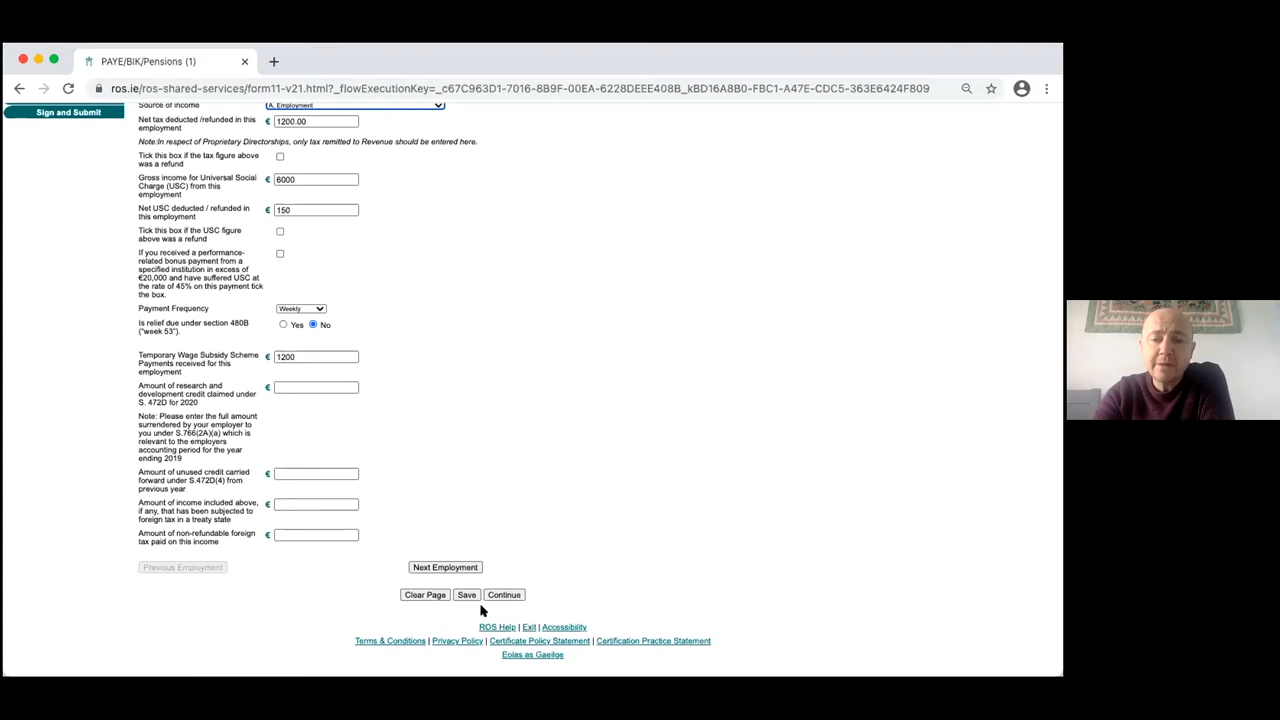 PAYE/BIK/Pensions (1)
ros.ie/ros-shared-services/form11-v21.html?_flowExecutionKey=_c67C963D1-7016-8B9F-00EA-6228DEEE408B_kBD16A8B0-FBC1-A47E-CDC5-363E6424F809
Sign and Submit
Source of income
A. Employment
Net tax deducted /refunded in this
employment
€ 1200.00
Note:In respect of Proprietary Directorships, only tax remitted to Revenue should be entered here.
Tick this box if the tax figure above
was a refund
Gross income for Universal Social
Charge (USC) from this
employment
€ 6000
Net USC deducted / refunded in
this employment
€ 150
Tick this box if the USC figure
above was a refund
If you received a performance-
related bonus payment from a
specified institution in excess of
€20,000 and have suffered USC at
the rate of 45% on this payment tick
the box.
Payment Frequency
Weekly
Is relief due under section 480B
("week 53").
Yes No
Temporary Wage Subsidy Scheme
Payments received for this
employment
€ 1200
Amount of research and
development credit claimed under
S. 472D for 2020
€
Note: Please enter the full amount
surrendered by your employer to
you under S.766(2A)(a) which is
relevant to the employers
accounting period for the year
ending 2019
Amount of unused credit carried
forward under S.472D(4) from
previous year
€
Amount of income included above,
if any, that has been subjected to
foreign tax in a treaty state
€
Amount of non-refundable foreign
tax paid on this income
€
Previous Employment
Next Employment
Clear Page Save Continue
ROS Help | Exit | Accessibility
Terms & Conditions | Privacy Policy | Certificate Policy Statement | Certification Practice Statement
Eolas as Gaeilge